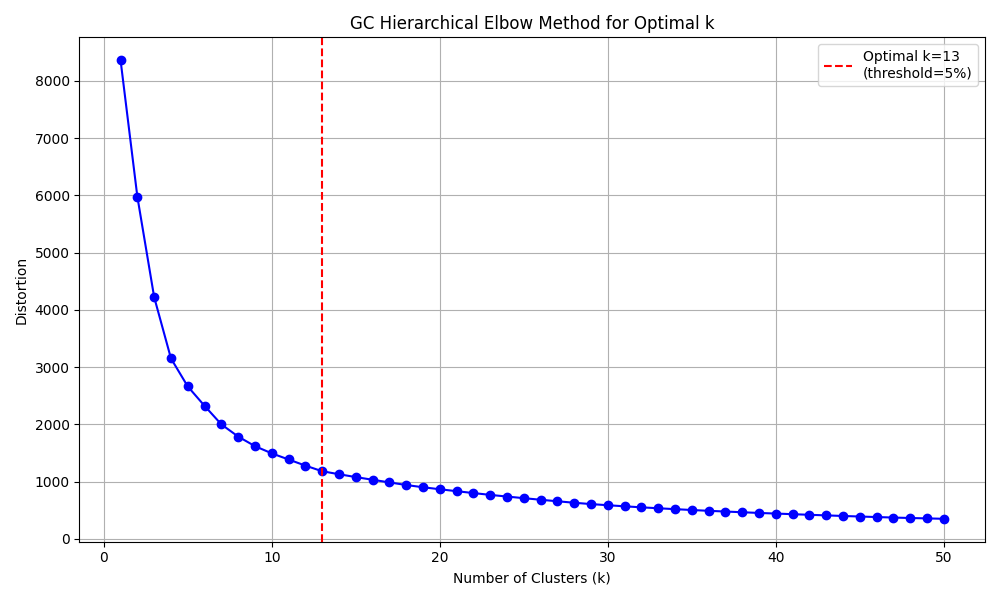 GC Hierarchical Elbow Method for Optimal k
Optimal k=13
(threshold=5%)
8000
7000
6000
5000
4000
3000
2000
1000
0
Distortion
0 10 20 30 40 50
Number of Clusters (k)